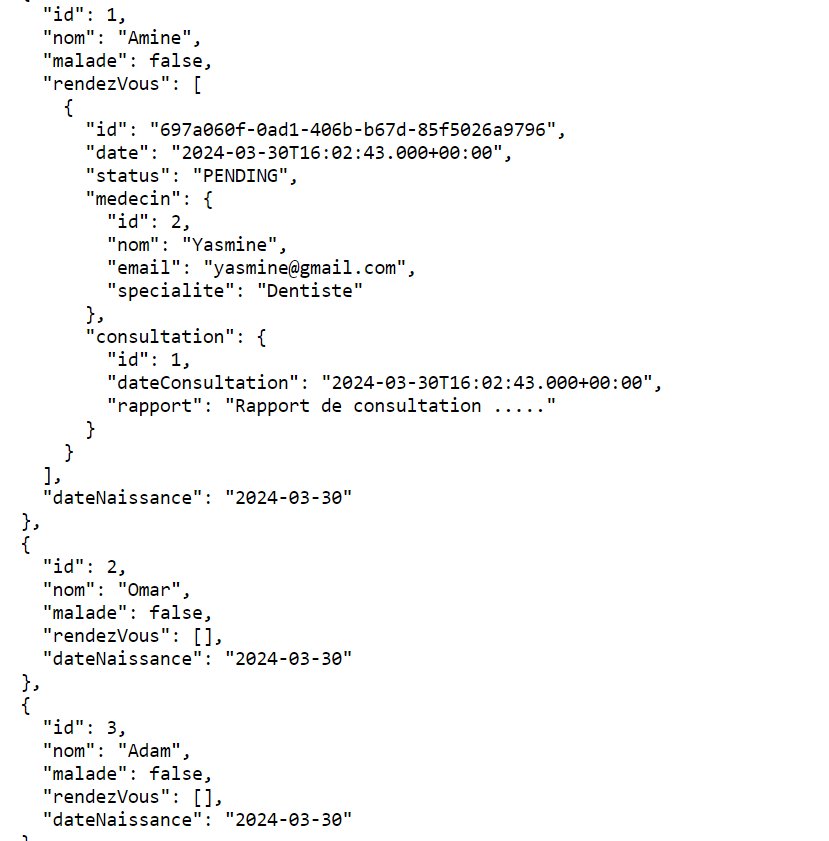 "id": 1,
"nom": "Amine",
"malade": false,
"rendezVous": [
{
"id": "697a060f-0ad1-406b-b67d-85f5026a9796",
"date": "2024-03-30T16:02:43.000+00:00",
"status": "PENDING",
"medecin": {
"id": 2,
"nom": "Yasmine",
"email": "yasmine@gmail.com",
"specialite": "Dentiste"
},
"consultation": {
"id": 1,
"dateConsultation": "2024-03-30T16:02:43.000+00:00",
"rapport": "Rapport de consultation ....."
}
}
],
"dateNaissance": "2024-03-30"
},
{
"id": 2,
"nom": "Omar",
"malade": false,
"rendezVous": [],
"dateNaissance": "2024-03-30"
},
{
"id": 3,
"nom": "Adam",
"malade": false,
"rendezVous": [],
"dateNaissance": "2024-03-30"